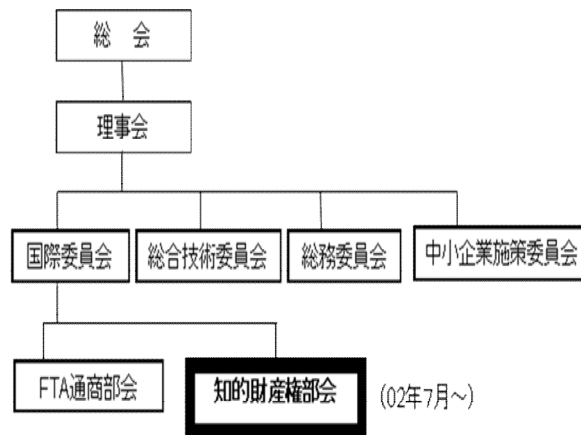 総　会
理事会
国際委員会
総合技術委員会
総務委員会
中小企業施策委員会
FTA通商部会
知的財産権部会
(02年7月～)